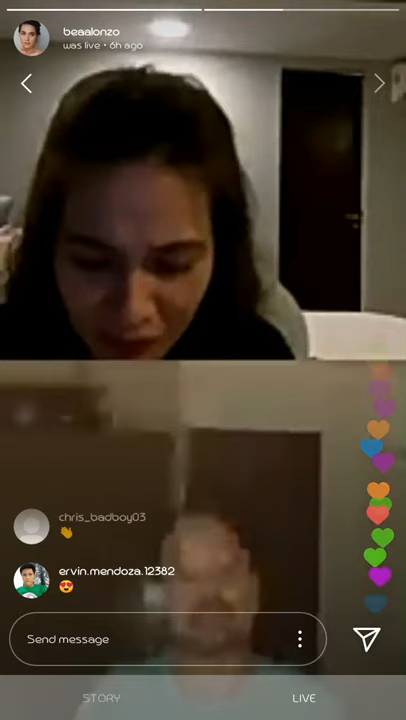 beaalonzo
was live • 6h ago
chris_badboy03
👋
ervin.mendoza.12382
😍
Send message
STORY
LIVE